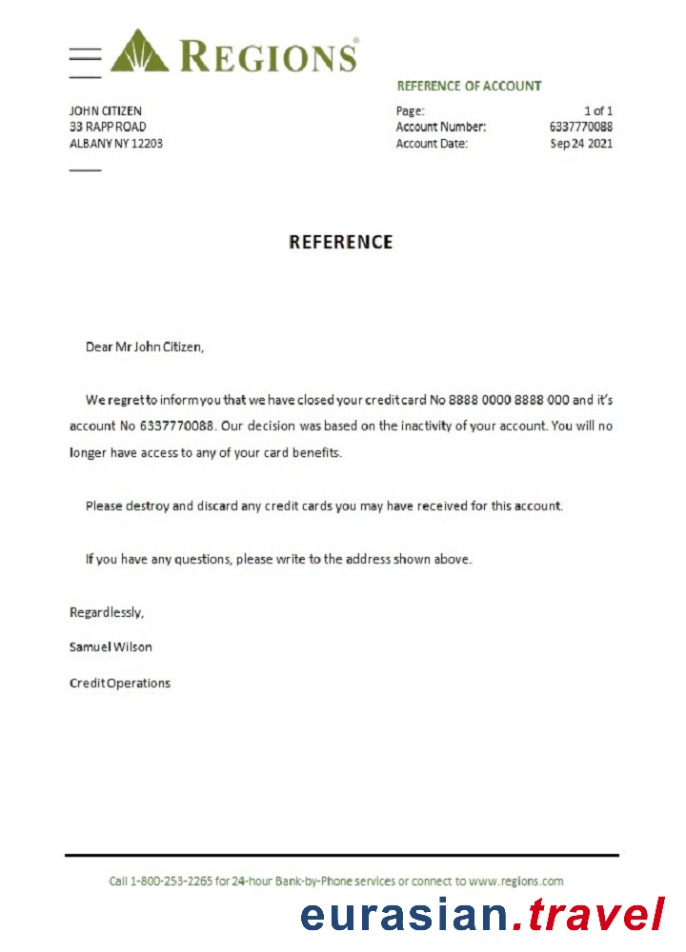 REGIONS®
REFERENCE OF ACCOUNT
JOHN CITIZEN
33 RAPP ROAD
ALBANY NY 12203
Page: 1 of 1
Account Number: 6337770088
Account Date: Sep 24 2021
REFERENCE
Dear Mr John Citizen,
We regret to inform you that we have closed your credit card No 8888 0000 8888 000 and it's
account No 6337770088. Our decision was based on the inactivity of your account. You will no
longer have access to any of your card benefits.
Please destroy and discard any credit cards you may have received for this account.
If you have any questions, please write to the address shown above.
Regardlessly,
Samuel Wilson
Credit Operations
Call 1-800-253-2265 for 24-hour Bank-by-Phone services or connect to www.regions.com
eurasian.travel